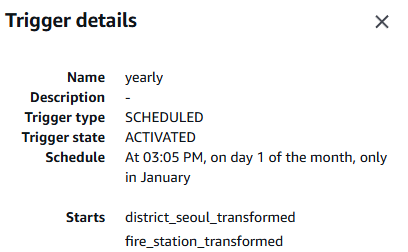 Trigger details
Name yearly
Description -
Trigger type SCHEDULED
Trigger state ACTIVATED
Schedule At 03:05 PM, on day 1 of the month, only
in January
Starts district_seoul_transformed
fire_station_transformed